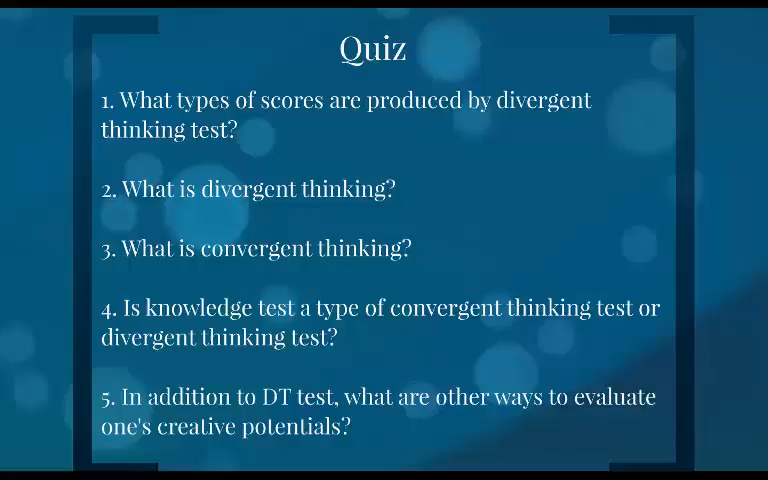 Quiz
1. What types of scores are produced by divergent
thinking test?
2. What is divergent thinking?
3. What is convergent thinking?
4. Is knowledge test a type of convergent thinking test or
divergent thinking test?
5. In addition to DT test, what are other ways to evaluate
one's creative potentials?